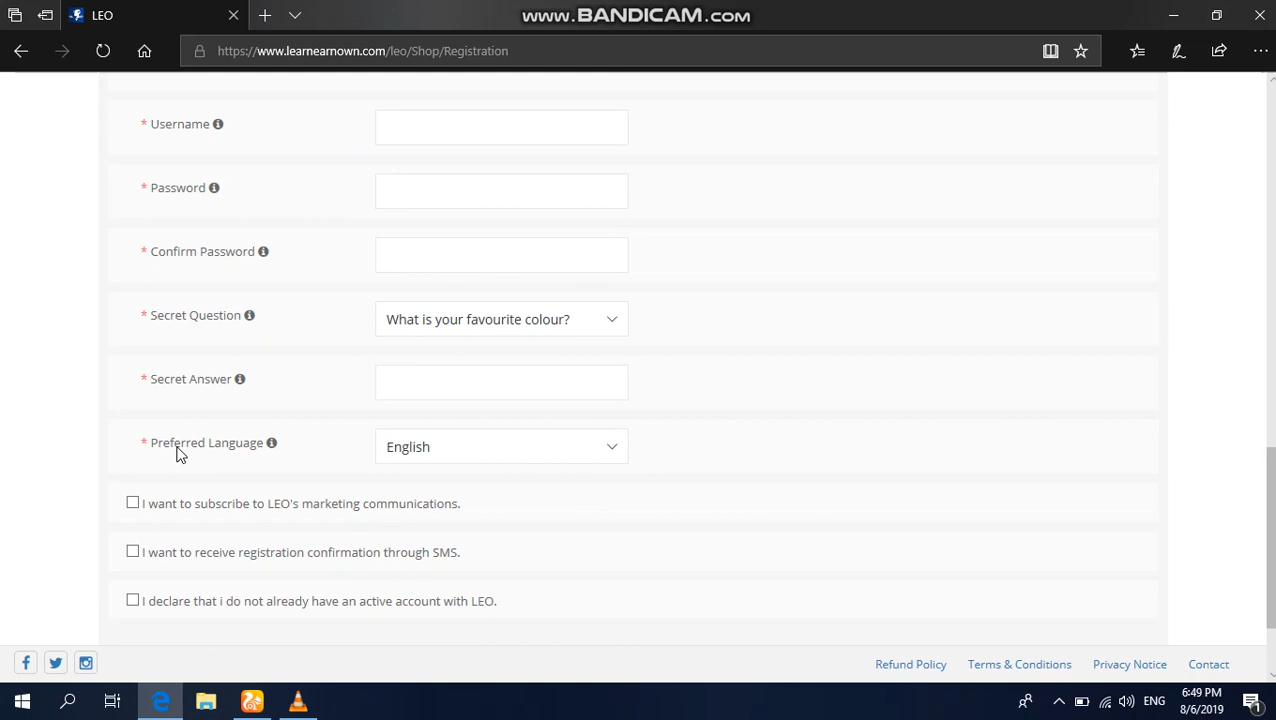 LEO
www.BANDICAM.com
https://www.learnearnown.com/leo/Shop/Registration
* Username
* Password
* Confirm Password
* Secret Question
What is your favourite colour?
* Secret Answer
* Preferred Language
English
I want to subscribe to LEO's marketing communications.
I want to receive registration confirmation through SMS.
I declare that i do not already have an active account with LEO.
Refund Policy
Terms & Conditions
Privacy Notice
Contact
ENG
6:49 PM
8/6/2019
1